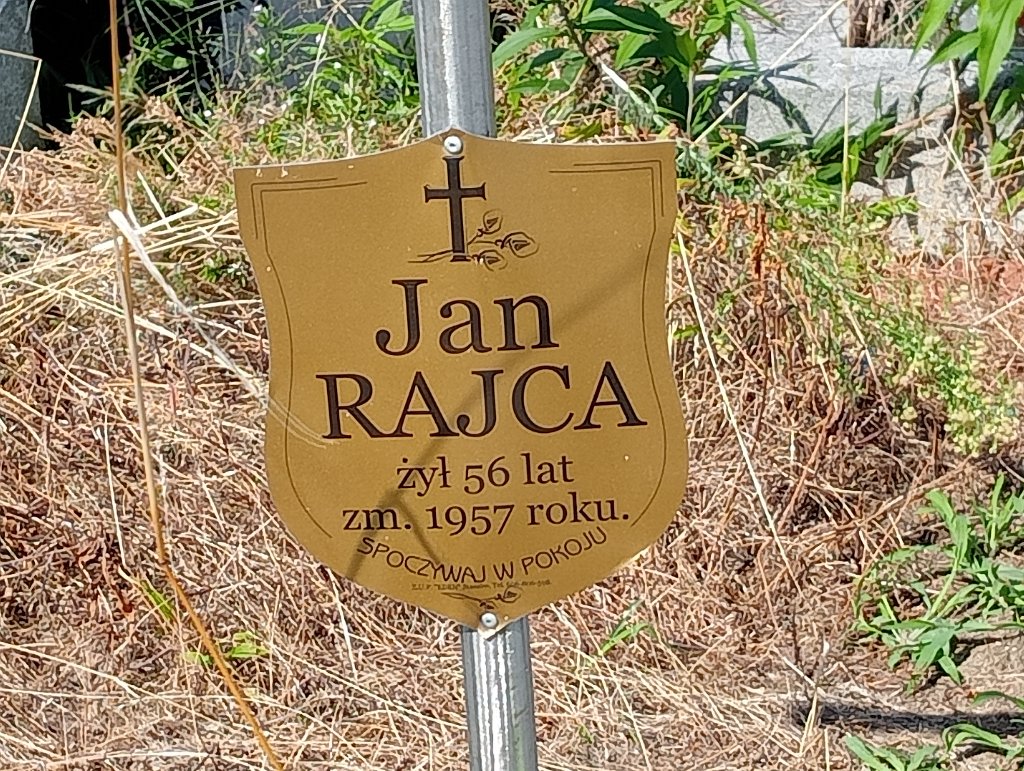 Jan
RAJCA
żył 56 lat
zm. 1957 roku.
SPOCZYWAJ W POKOJU